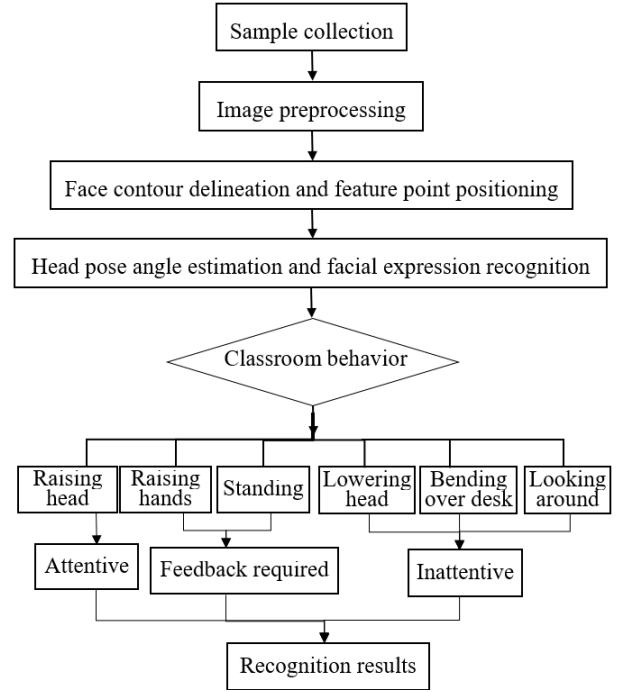 Sample collection
Image preprocessing
Face contour delineation and feature point positioning
Head pose angle estimation and facial expression recognition
Classroom behavior
Raising
head
Raising
hands
Standing
Lowering
head
Bending
over desk
Looking
around
Attentive
Feedback required
Inattentive
Recognition results